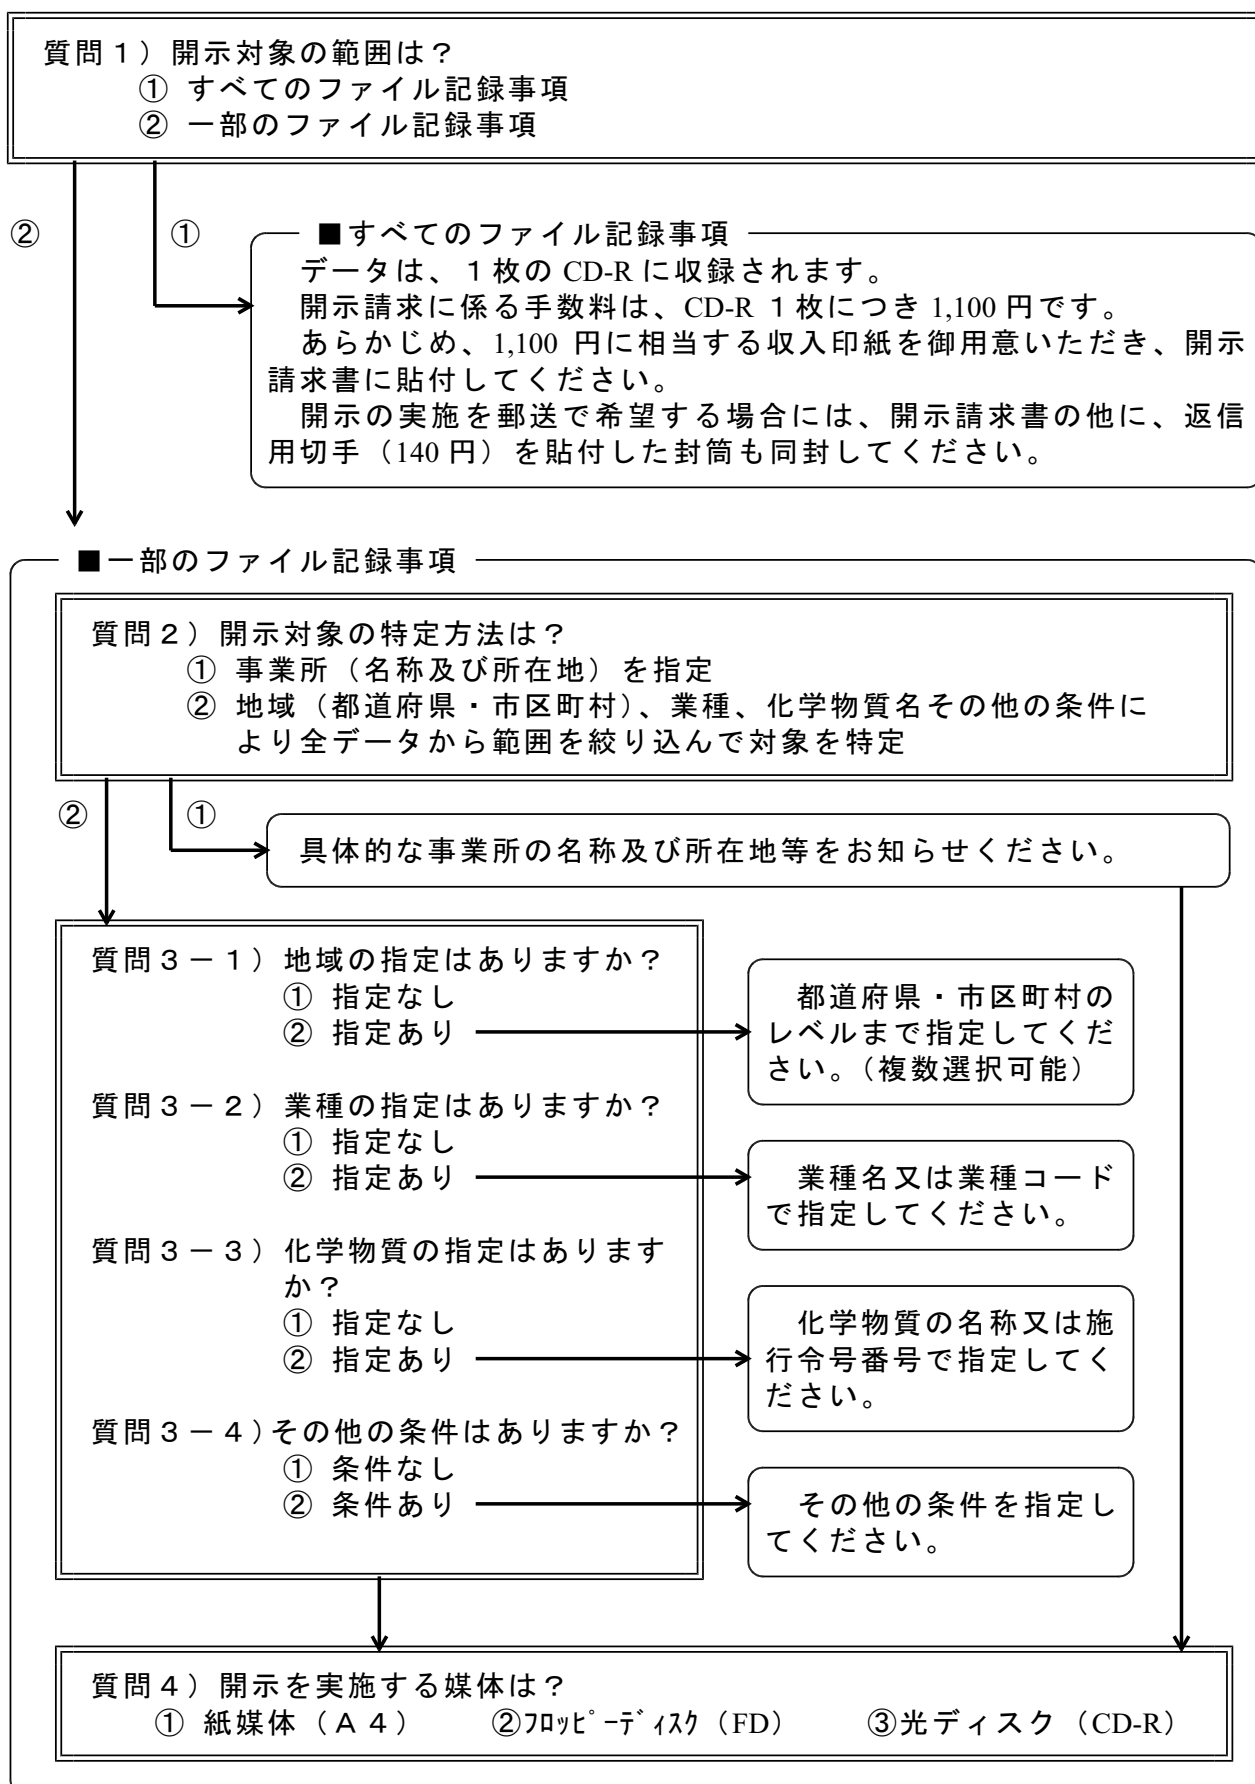 質問１）開示対象の範囲は？
① すべてのファイル記録事項
② 一部のファイル記録事項
②
①
■すべてのファイル記録事項
データは、１枚の CD-R に収録されます。
開示請求に係る手数料は、CD-R １枚につき 1,100 円です。
あらかじめ、1,100 円に相当する収入印紙を御用意いただき、開示
請求書に貼付してください。
開示の実施を郵送で希望する場合には、開示請求書の他に、返信
用切手（140 円）を貼付した封筒も同封してください。
■一部のファイル記録事項
質問２）開示対象の特定方法は？
① 事業所（名称及び所在地）を指定
② 地域（都道府県・市区町村）、業種、化学物質名その他の条件に
より全データから範囲を絞り込んで対象を特定
②
①
具体的な事業所の名称及び所在地等をお知らせください。
質問３－１）地域の指定はありますか？
① 指定なし
② 指定あり
都道府県・市区町村の
レベルまで指定してくだ
さい。（複数選択可能）
質問３－２）業種の指定はありますか？
① 指定なし
② 指定あり
業種名又は業種コード
で指定してください。
質問３－３）化学物質の指定はあります
か？
① 指定なし
② 指定あり
化学物質の名称又は施
行令号番号で指定してく
ださい。
質問３－４)その他の条件はありますか？
① 条件なし
② 条件あり
その他の条件を指定し
てください。
質問４）開示を実施する媒体は？
① 紙媒体（Ａ４） ②ﾌﾛｯﾋﾟｰﾃﾞｨｽｸ（FD） ③光ディスク（CD-R）